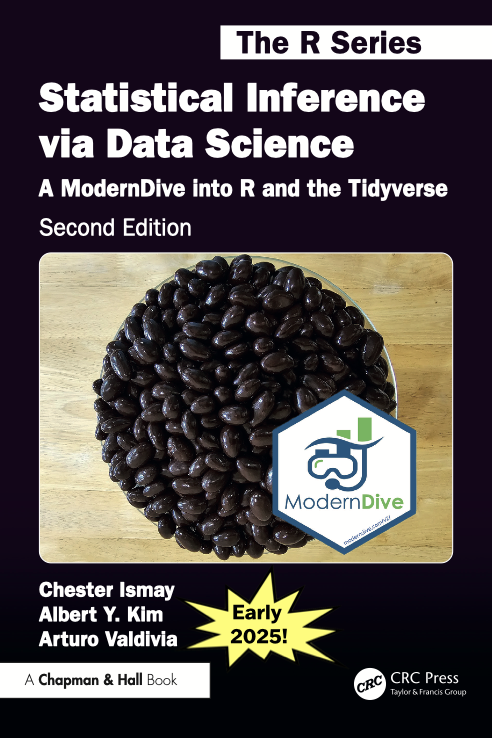 The R Series
Statistical Inference
via Data Science
A ModernDive into R and the Tidyverse
Second Edition
ModernDive
moderndive.com/v2/
Chester Ismay
Albert Y. Kim
Arturo Valdivia
Early
2025!
A Chapman & Hall Book
CRC
CRC Press
Taylor & Francis Group